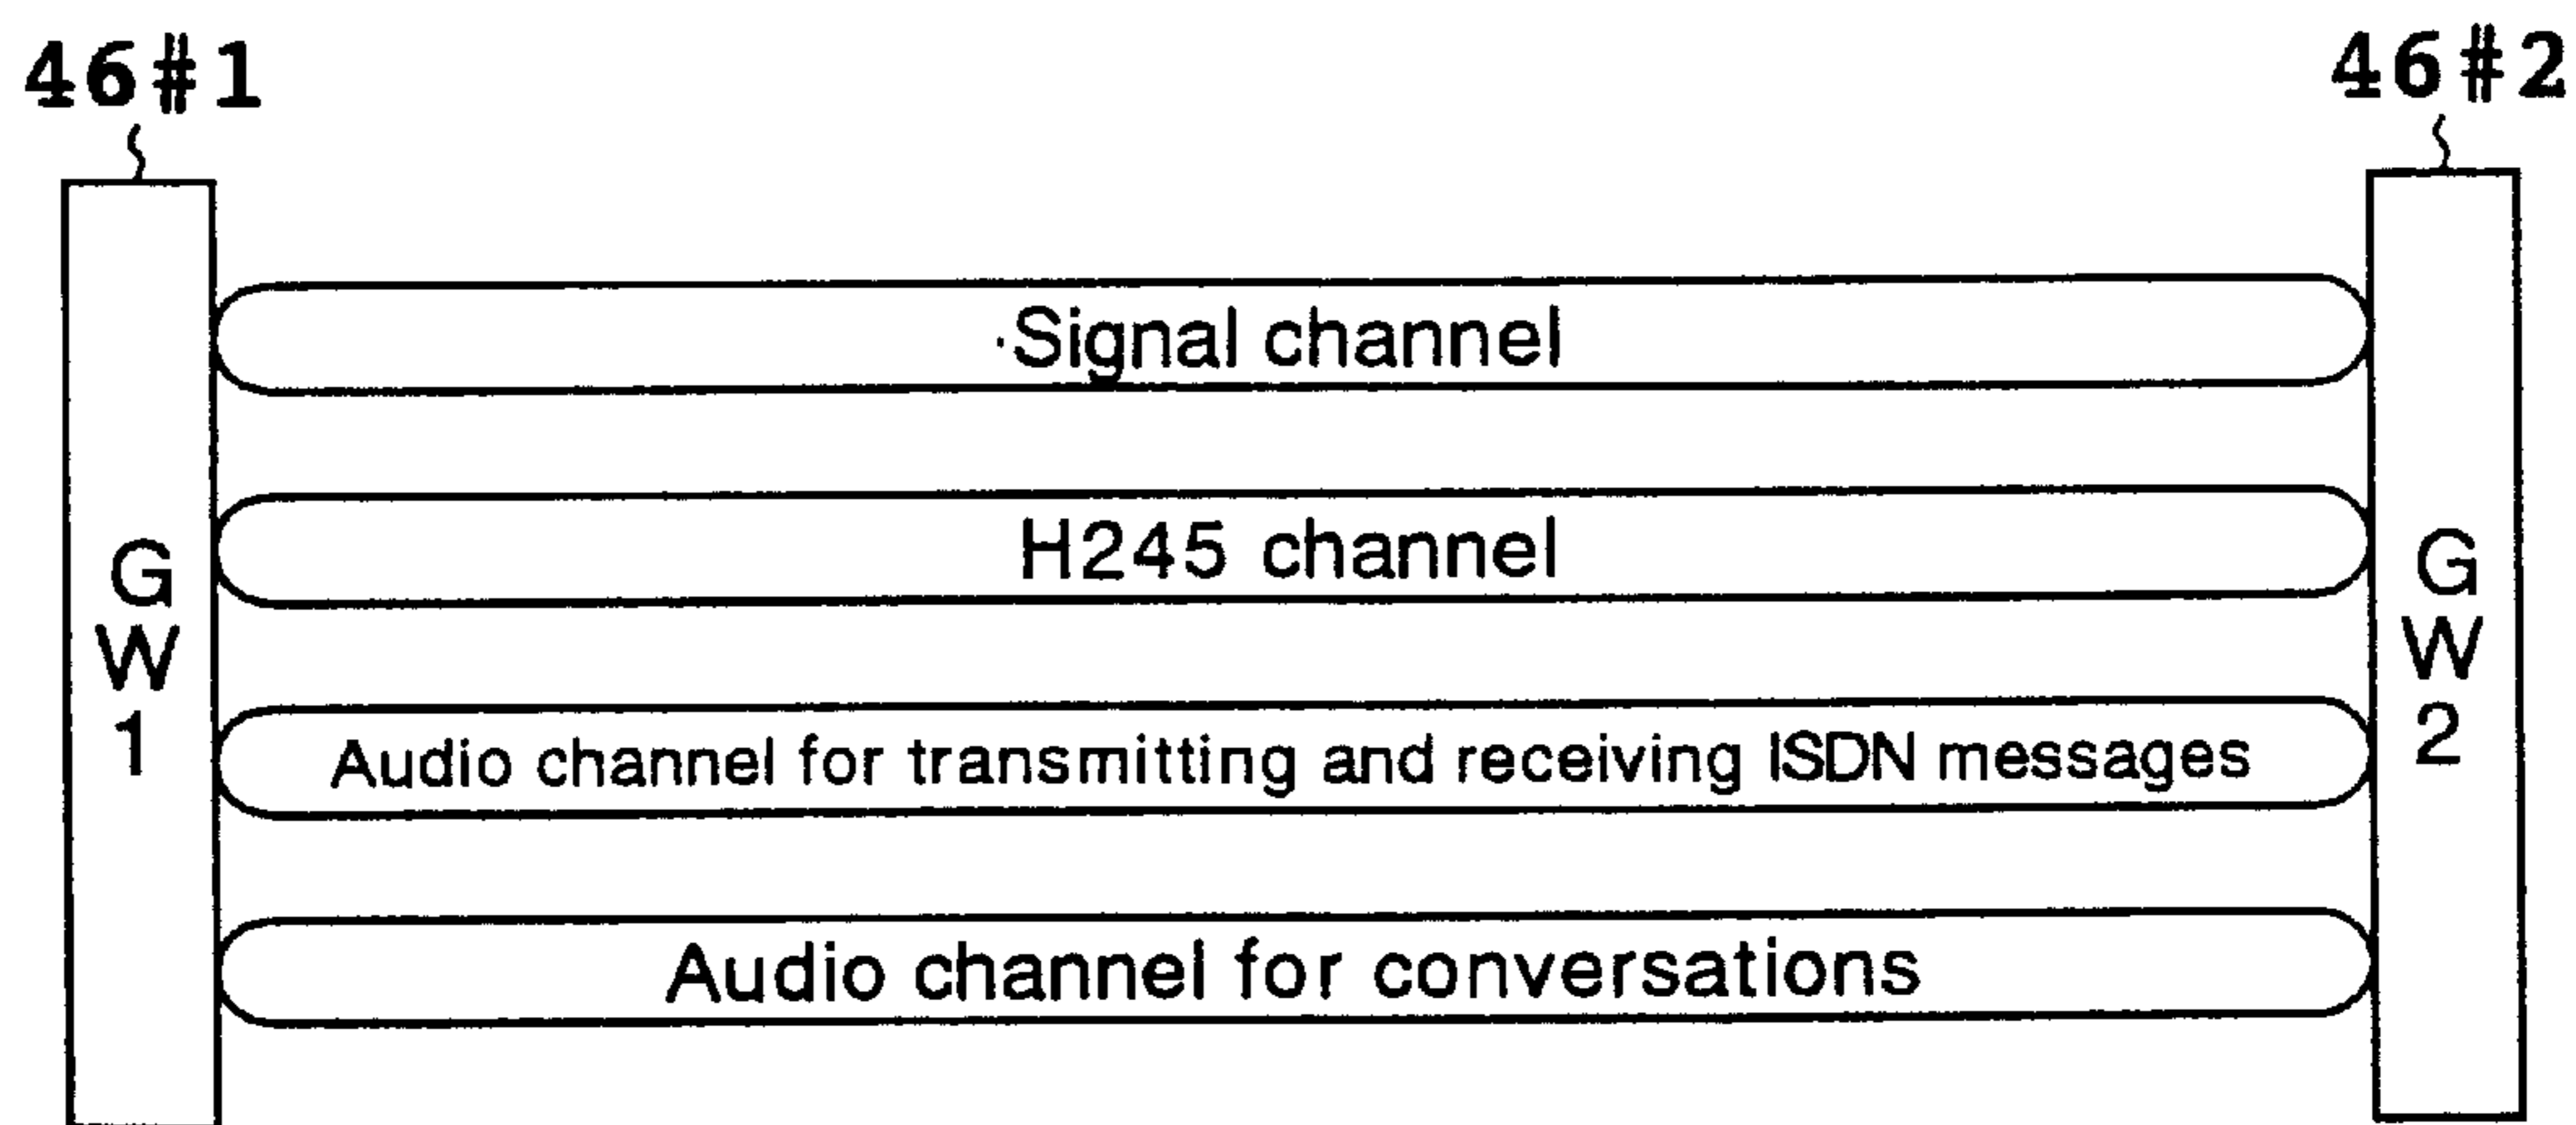 46#1
46#2
Signal channel
H245 channel
Audio channel for transmitting and receiving ISDN messages
Audio channel for conversations
G
W
1
G
W
2